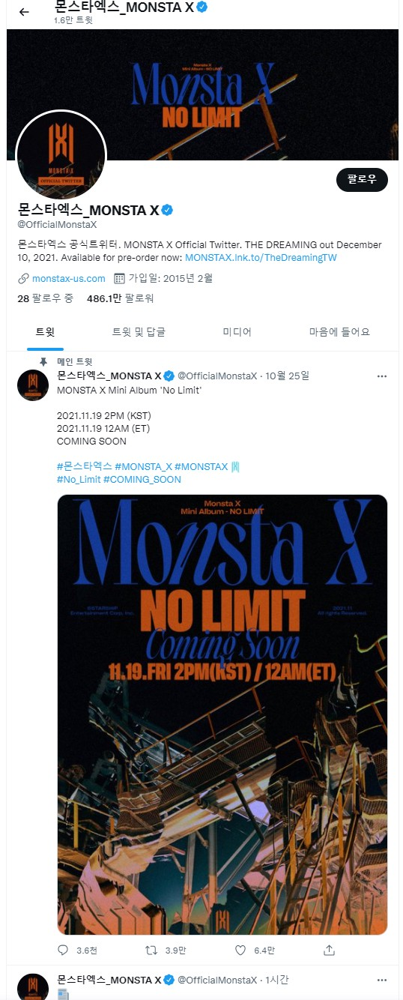 몬스타엑스_MONSTA X
1.6만 트윗
Monsta X
Mini Album - NO LIMIT
Monsta X
NO LIMIT
MONSTA X
OFFICIAL TWITTER
팔로우
몬스타엑스_MONSTA X
@OfficialMonstaX
몬스타엑스 공식트위터. MONSTA X Official Twitter. THE DREAMING out December
10, 2021. Available for pre-order now: MONSTAX.lnk.to/TheDreamingTW
monstax-us.com 가입일: 2015년 2월
28 팔로우 중 486.1만 팔로워
트윗 트윗 및 답글 미디어 마음에 들어요
메인 트윗
몬스타엑스_MONSTA X @OfficialMonstaX · 10월 25일
MONSTA X Mini Album 'No Limit'
2021.11.19 2PM (KST)
2021.11.19 12AM (ET)
COMING SOON
#몬스타엑스 #MONSTA_X #MONSTAX
#No_Limit #COMING_SOON
Monsta X
Mini Album - NO LIMIT
Monsta X
NO LIMIT
©STARSHIP
Entertainment Corp, Inc.
2021.11
All rights Reserved.
Coming Soon
11.19.FRI 2PM(KST) / 12AM(ET)
3.6천 3.9만 6.4만
몬스타엑스_MONSTA X @OfficialMonstaX · 1시간